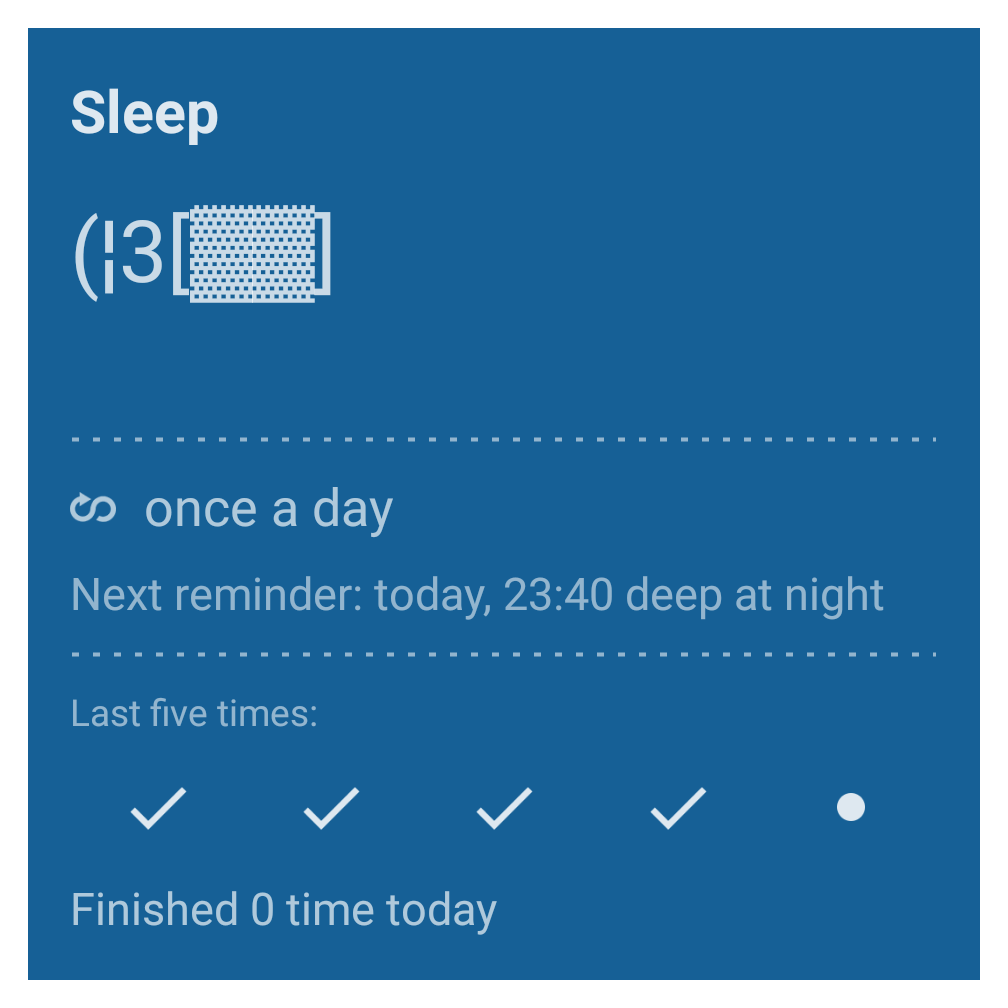 Sleep
(¦3[▓▓]
once a day
Next reminder: today, 23:40 deep at night
Last five times:
Finished 0 time today